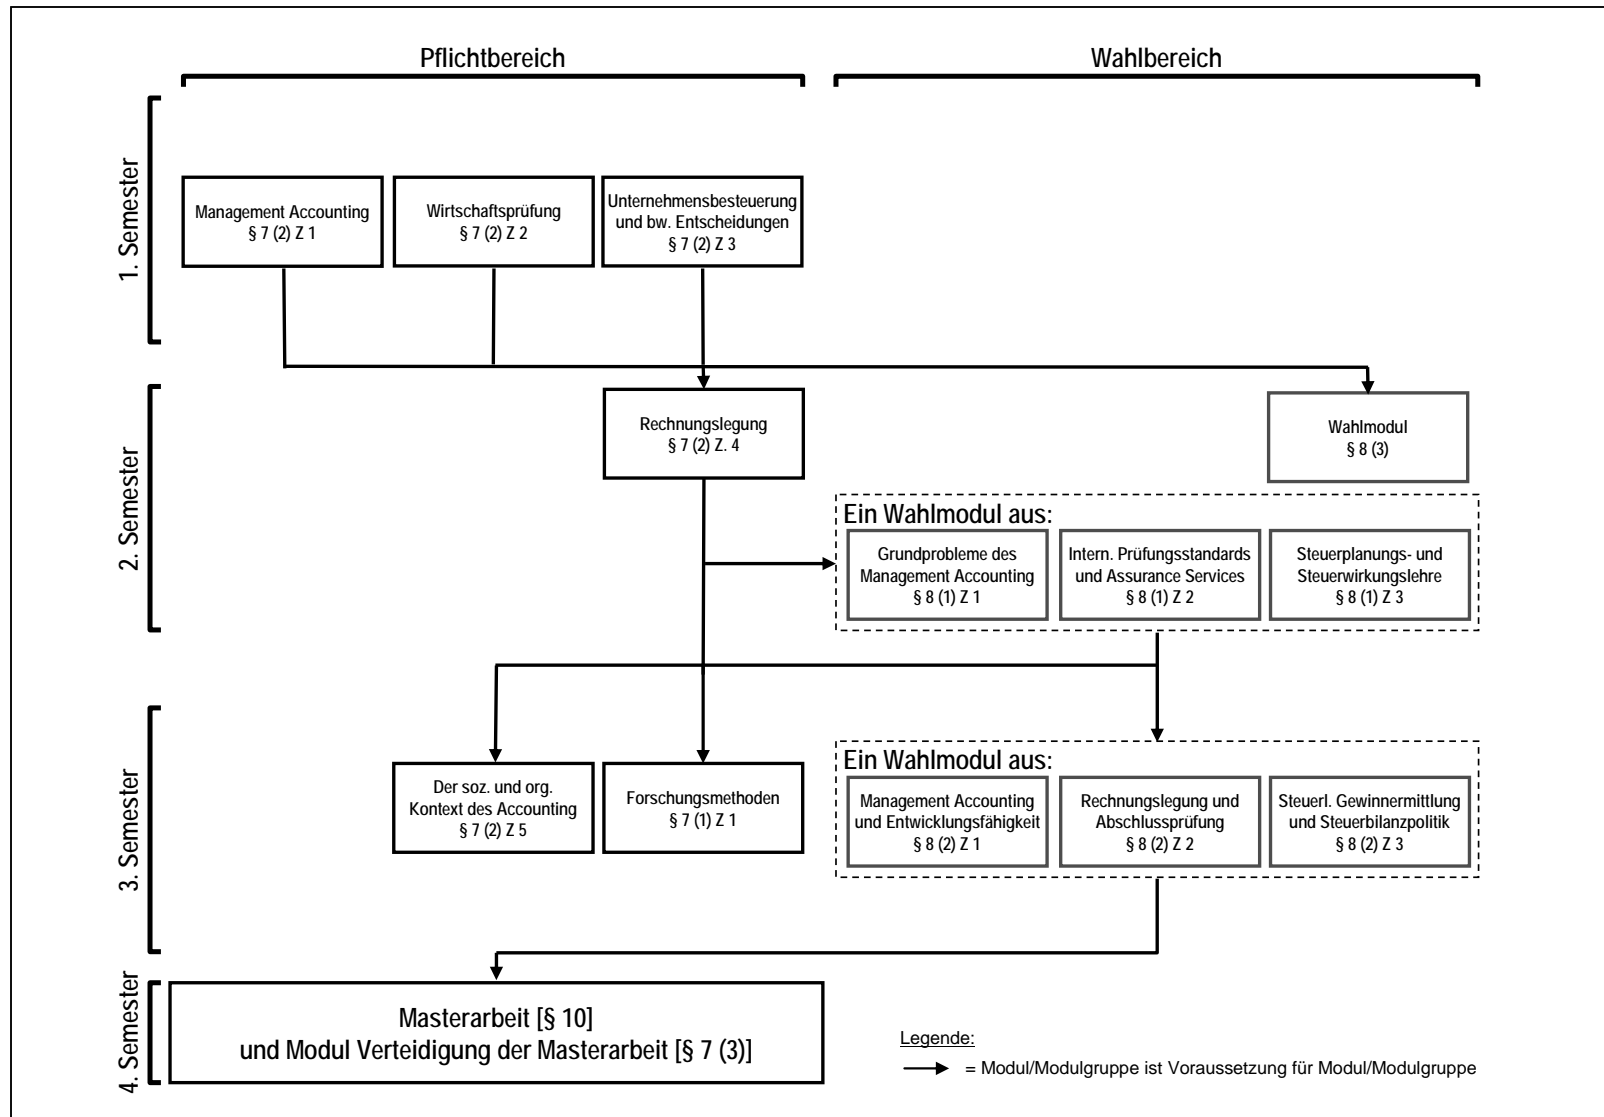 Pflichtbereich
Wahlbereich
1. Semester
Management Accounting
§ 7 (2) Z 1
Wirtschaftsprüfung
§ 7 (2) Z 2
Unternehmensbesteuerung
und bw. Entscheidungen
§ 7 (2) Z 3
2. Semester
Rechnungslegung
§ 7 (2) Z. 4
Wahlmodul
§ 8 (3)
Ein Wahlmodul aus:
Grundprobleme des
Management Accounting
§ 8 (1) Z 1
Intern. Prüfungsstandards
und Assurance Services
§ 8 (1) Z 2
Steuerplanungs- und
Steuerwirkungslehre
§ 8 (1) Z 3
3. Semester
Der soz. und org.
Kontext des Accounting
§ 7 (2) Z 5
Forschungsmethoden
§ 7 (1) Z 1
Ein Wahlmodul aus:
Management Accounting
und Entwicklungsfähigkeit
§ 8 (2) Z 1
Rechnungslegung und
Abschlussprüfung
§ 8 (2) Z 2
Steuerl. Gewinnermittlung
und Steuerbilanzpolitik
§ 8 (2) Z 3
4. Semester
Masterarbeit [§ 10]
und Modul Verteidigung der Masterarbeit [§ 7 (3)]
Legende:
= Modul/Modulgruppe ist Voraussetzung für Modul/Modulgruppe